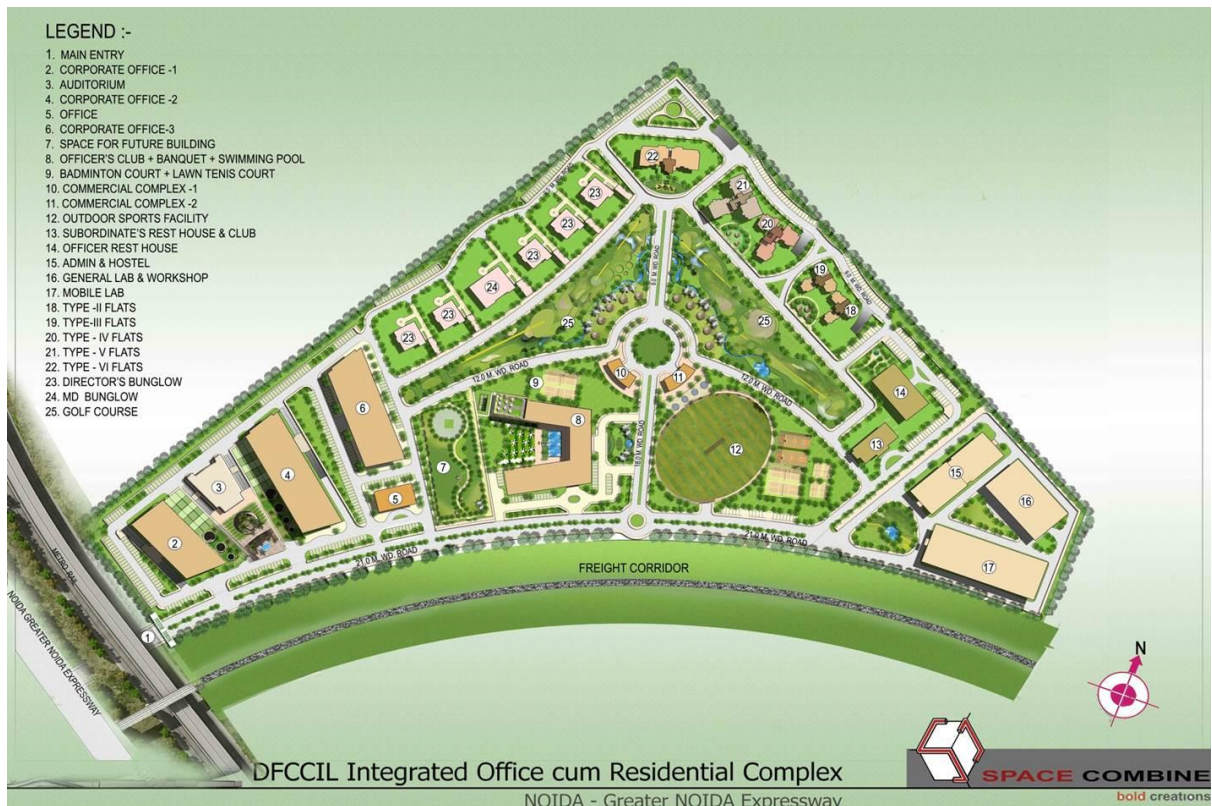 LEGEND :-
1. MAIN ENTRY
2. CORPORATE OFFICE -1
3. AUDITORIUM
4. CORPORATE OFFICE -2
5. OFFICE
6. CORPORATE OFFICE-3
7. SPACE FOR FUTURE BUILDING
8. OFFICER'S CLUB + BANQUET + SWIMMING POOL
9. BADMINTON COURT + LAWN TENIS COURT
10. COMMERCIAL COMPLEX -1
11. COMMERCIAL COMPLEX -2
12. OUTDOOR SPORTS FACILITY
13. SUBORDINATE'S REST HOUSE & CLUB
14. OFFICER REST HOUSE
15. ADMIN & HOSTEL
16. GENERAL LAB & WORKSHOP
17. MOBILE LAB
18. TYPE -II FLATS
19. TYPE-III FLATS
20. TYPE - IV FLATS
21. TYPE - V FLATS
22. TYPE - VI FLATS
23. DIRECTOR'S BUNGLOW
24. MD BUNGLOW
25. GOLF COURSE
22
21
23
20
23
23
19
24
18
23
25
25
23
10
11
12.0 M. WD. ROAD
12.0 M. WD. ROAD
9
14
6
8
12
13
7
4
15
3
5
16
2
17
21.0 M. WD. ROAD
21.0 M. WD. ROAD
FREIGHT CORRIDOR
METRO RAIL
1
NOIDA GREATER NOIDA EXPRESSWAY
N
DFCCIL Integrated Office cum Residential Complex
NOIDA - Greater NOIDA Expressway
SPACE COMBINE
bold creations